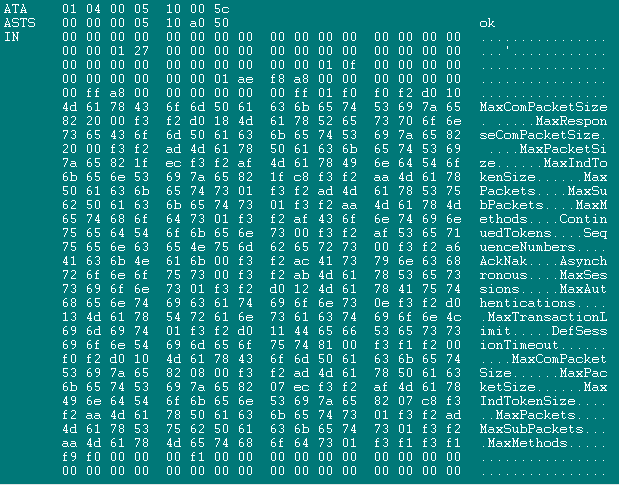 ATA 01 04 00 05 10 00 5c
ASTS 00 00 00 05 10 a0 50 ok
IN 00 00 00 00 00 00 00 00 00 00 00 00 00 00 00 00 ................
00 00 01 27 00 00 00 00 00 00 00 00 00 00 00 00 ...'............
00 00 00 00 00 00 00 00 00 00 01 0f 00 00 00 00 ................
00 00 00 00 00 00 01 ae f8 a8 00 00 00 00 00 00 ................
00 ff a8 00 00 00 00 00 00 ff 01 f0 f0 f2 d0 10 ................
4d 61 78 43 6f 6d 50 61 63 6b 65 74 53 69 7a 65 MaxComPacketSize
82 20 00 f3 f2 d0 18 4d 61 78 52 65 73 70 6f 6e . .....MaxRespon
73 65 43 6f 6d 50 61 63 6b 65 74 53 69 7a 65 82 seComPacketSize.
20 00 f3 f2 ad 4d 61 78 50 61 63 6b 65 74 53 69 ....MaxPacketSi
7a 65 82 1f ec f3 f2 af 4d 61 78 49 6e 64 54 6f ze......MaxIndTo
6b 65 6e 53 69 7a 65 82 1f c8 f3 f2 aa 4d 61 78 kenSize......Max
50 61 63 6b 65 74 73 01 f3 f2 ad 4d 61 78 53 75 Packets....MaxSu
62 50 61 63 6b 65 74 73 01 f3 f2 aa 4d 61 78 4d bPackets....MaxM
65 74 68 6f 64 73 01 f3 f2 af 43 6f 6e 74 69 6e ethods....Contin
75 65 64 54 6f 6b 65 6e 73 00 f3 f2 af 53 65 71 uedTokens....Seq
75 65 6e 63 65 4e 75 6d 62 65 72 73 00 f3 f2 a6 uenceNumbers....
41 63 6b 4e 61 6b 00 f3 f2 ac 41 73 79 6e 63 68 AckNak....Asynch
72 6f 6e 6f 75 73 00 f3 f2 ab 4d 61 78 53 65 73 ronous....MaxSes
73 69 6f 6e 73 01 f3 f2 d0 12 4d 61 78 41 75 74 sions.....MaxAut
68 65 6e 74 69 63 61 74 69 6f 6e 73 0e f3 f2 d0 hentications....
13 4d 61 78 54 72 61 6e 73 61 63 74 69 6f 6e 4c .MaxTransactionL
69 6d 69 74 01 f3 f2 d0 11 44 65 66 53 65 73 73 imit.....DefSess
69 6f 6e 54 69 6d 65 6f 75 74 81 00 f3 f1 f2 00 ionTimeout......
f0 f2 d0 10 4d 61 78 43 6f 6d 50 61 63 6b 65 74 ....MaxComPacket
53 69 7a 65 82 08 00 f3 f2 ad 4d 61 78 50 61 63 Size......MaxPac
6b 65 74 53 69 7a 65 82 07 ec f3 f2 af 4d 61 78 ketSize......Max
49 6e 64 54 6f 6b 65 6e 53 69 7a 65 82 07 c8 f3 IndTokenSize....
f2 aa 4d 61 78 50 61 63 6b 65 74 73 01 f3 f2 ad ..MaxPackets....
4d 61 78 53 75 62 50 61 63 6b 65 74 73 01 f3 f2 MaxSubPackets...
aa 4d 61 78 4d 65 74 68 6f 64 73 01 f3 f1 f3 f1 .MaxMethods.....
f9 f0 00 00 00 f1 00 00 00 00 00 00 00 00 00 00 ................
00 00 00 00 00 00 00 00 00 00 00 00 00 00 00 00 ................